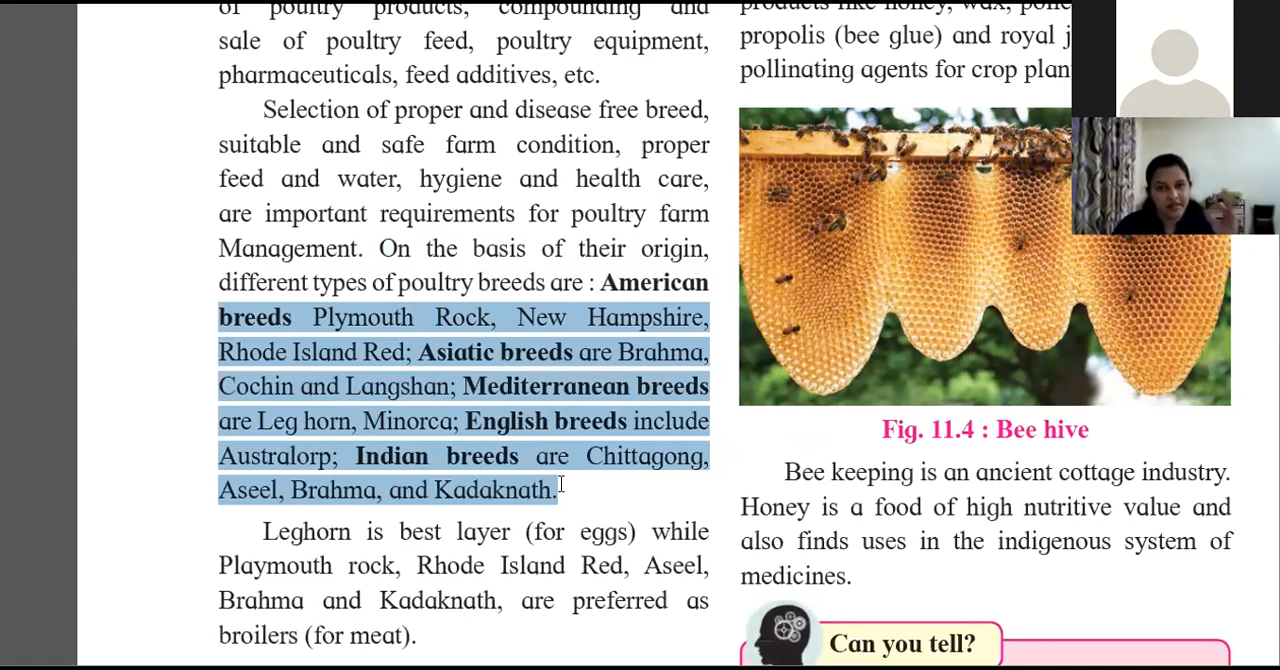 of poultry products, compounding and
sale of poultry feed, poultry equipment,
pharmaceuticals, feed additives, etc.
Selection of proper and disease free breed,
suitable and safe farm condition, proper
feed and water, hygiene and health care,
are important requirements for poultry farm
Management. On the basis of their origin,
different types of poultry breeds are : American
breeds Plymouth Rock, New Hampshire,
Rhode Island Red; Asiatic breeds are Brahma,
Cochin and Langshan; Mediterranean breeds
are Leg horn, Minorca; English breeds include
Australorp; Indian breeds are Chittagong,
Aseel, Brahma, and Kadaknath.
Leghorn is best layer (for eggs) while
Playmouth rock, Rhode Island Red, Aseel,
Brahma and Kadaknath, are preferred as
broilers (for meat).
products like honey, wax,
propolis (bee glue) and royal
pollinating agents for crop
Fig. 11.4 : Bee hive
Bee keeping is an ancient cottage industry.
Honey is a food of high nutritive value and
also finds uses in the indigenous system of
medicines.
Can you tell?